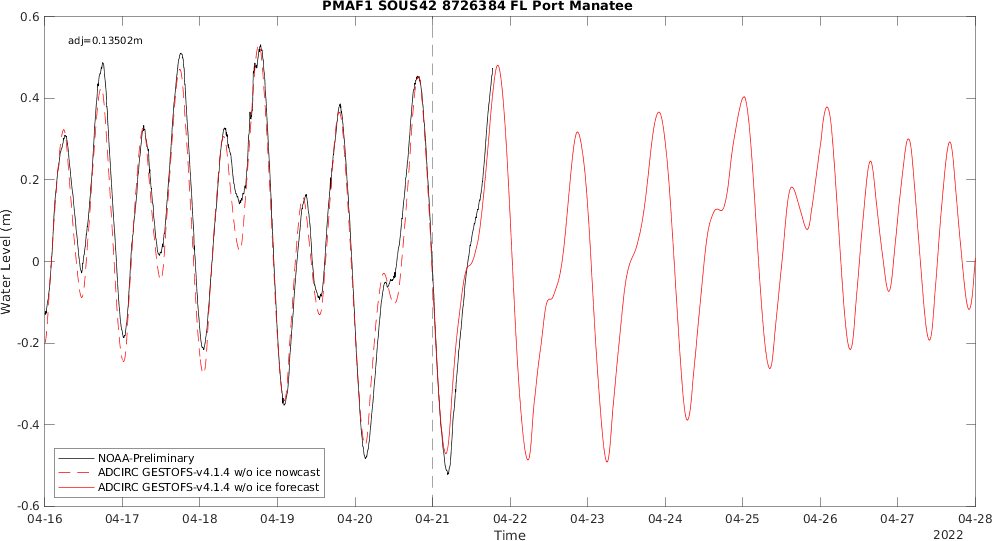 PMAF1 SOUS42 8726384 FL Port Manatee
adj=0.13502m
0.6
0.4
0.2
0
-0.2
-0.4
-0.6
Water Level (m)
NOAA-Preliminary
ADCIRC GESTOFS-v4.1.4 w/o ice nowcast
ADCIRC GESTOFS-v4.1.4 w/o ice forecast
04-16 04-17 04-18 04-19 04-20 04-21 04-22 04-23 04-24 04-25 04-26 04-27 04-28
Time
2022